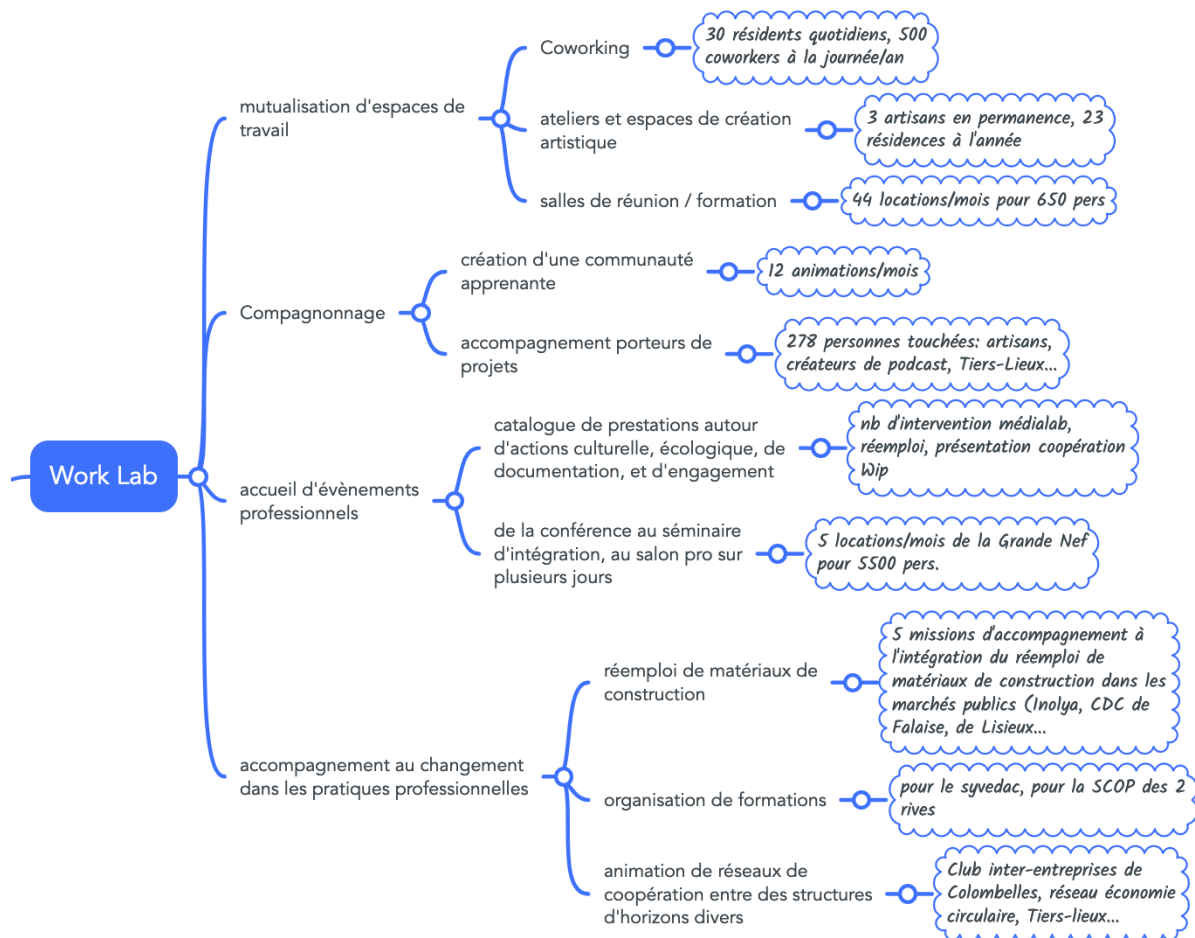 Work Lab
mutualisation d'espaces de
travail
Coworking
30 résidents quotidiens, 500
coworkers à la journée/an
ateliers et espaces de création
artistique
3 artisans en permanence, 23
résidences à l'année
salles de réunion / formation
44 locations/mois pour 650 pers
Compagnonnage
création d'une communauté
apprenante
12 animations/mois
accompagnement porteurs de
projets
278 personnes touchées: artisans,
créateurs de podcast, Tiers-Lieux...
accueil d'évènements
professionnels
catalogue de prestations autour
d'actions culturelle, écologique, de
documentation, et d'engagement
nb d'intervention médialab,
réemploi, présentation coopération
Wip
de la conférence au séminaire
d'intégration, au salon pro sur
plusieurs jours
5 locations/mois de la Grande Nef
pour 5500 pers.
accompagnement au changement
dans les pratiques professionnelles
réemploi de matériaux de
construction
5 missions d'accompagnement à
l'intégration du réemploi de
matériaux de construction dans les
marchés publics (Inolya, CDC de
Falaise, de Lisieux...
organisation de formations
pour le syvedac, pour la SCOP des 2
rives
animation de réseaux de
coopération entre des structures
d'horizons divers
Club inter-entreprises de
Colombelles, réseau économie
circulaire, Tiers-lieux...